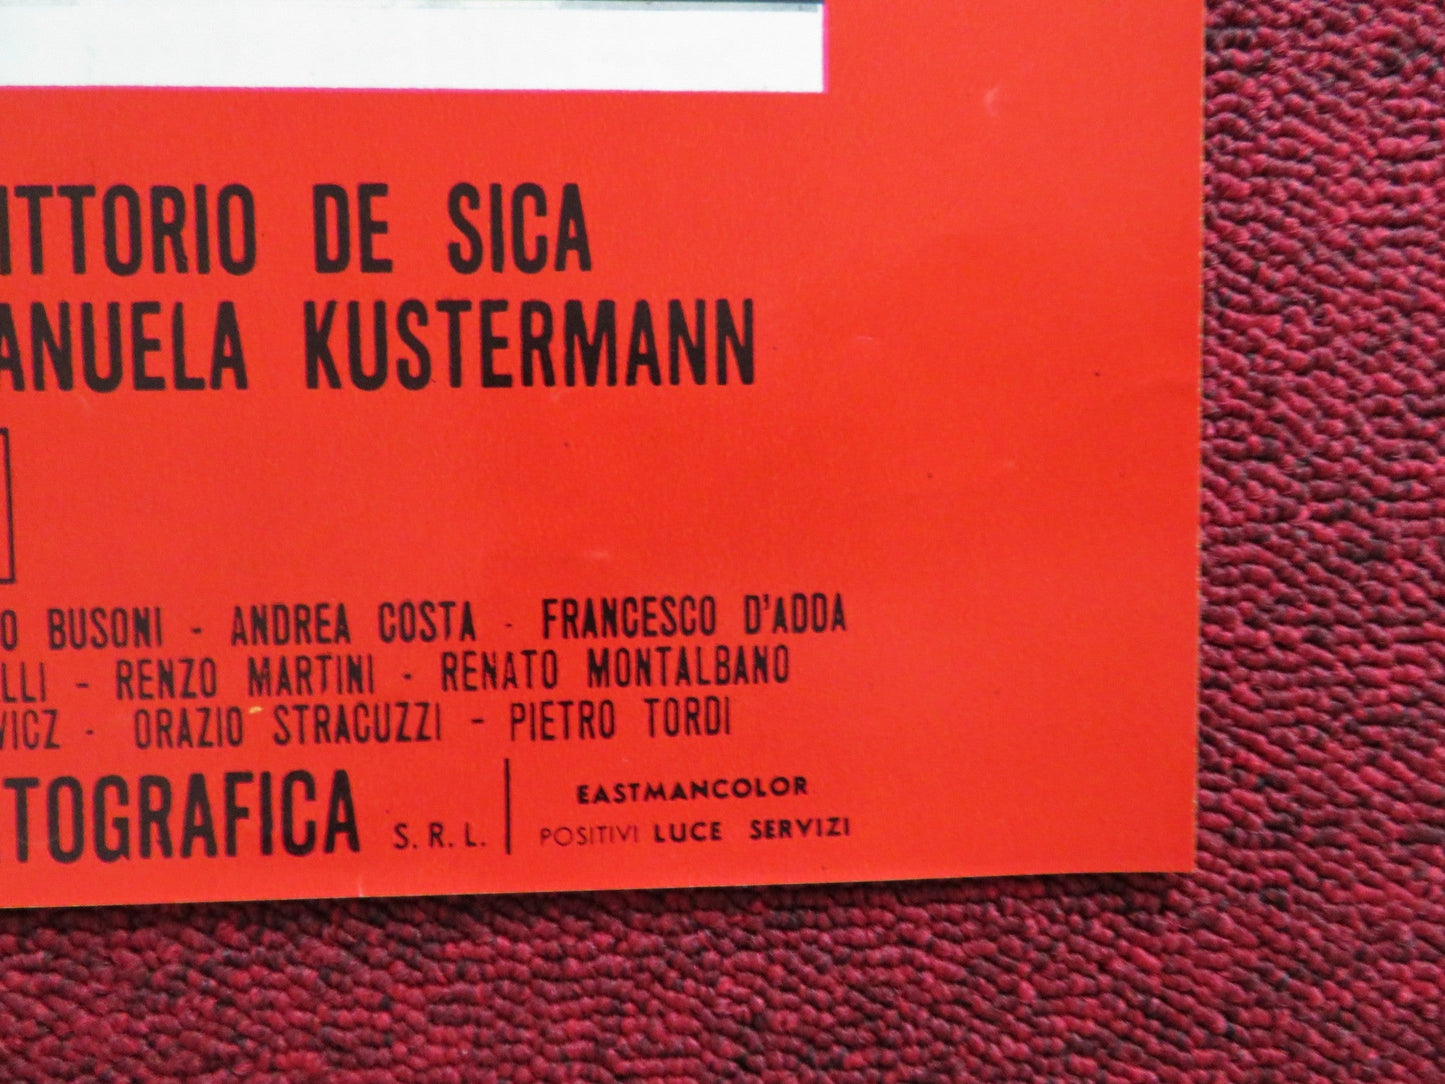 ITTORIO DE SICA
ANUELA KUSTERMANN
O BUSONI - ANDREA COSTA - FRANCESCO D'ADDA
LLI - RENZO MARTINI - RENATO MONTALBANO
VICZ - ORAZIO STRACUZZI - PIETRO TORDI
TOGRAFICA S. R. L.
EASTMANCOLOR
POSITIVI LUCE SERVIZI